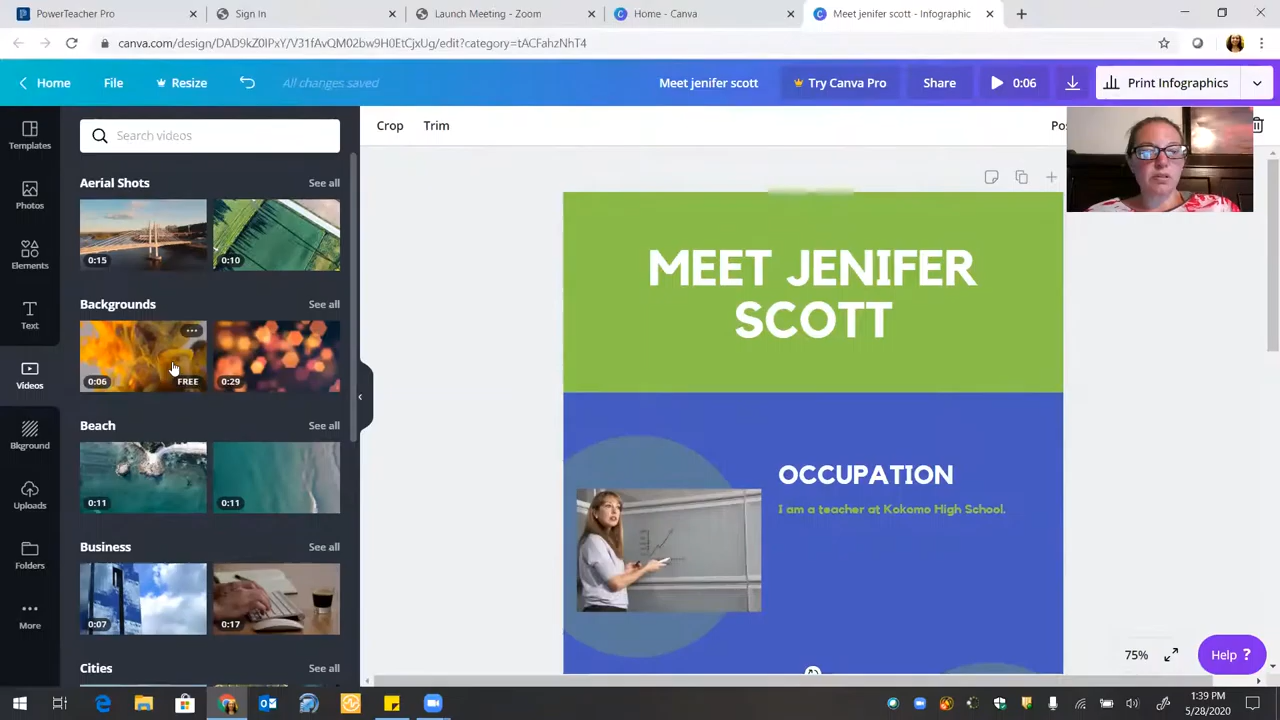 PowerTeacher Pro
Sign In
Launch Meeting - Zoom
Home - Canva
Meet jenifer scott - Infographic
canva.com/design/DAD9kZ0IPxY/V31fAvQM02bw9H0EtCjxUg/edit?category=tACFahzNhT4
Home
File
Resize
All changes saved
Meet jenifer scott
Try Canva Pro
Share
0:06
Print Infographics
Templates
Photos
Elements
Text
Videos
Bkground
Uploads
Folders
More
Search videos
Aerial Shots
See all
0:15
0:10
Backgrounds
See all
0:06
FREE
0:29
Beach
See all
0:11
0:11
Business
See all
0:07
0:17
Cities
See all
Crop
Trim
MEET JENIFER
SCOTT
OCCUPATION
I am a teacher at Kokomo High School.
75%
Help ?
1:39 PM
5/28/2020